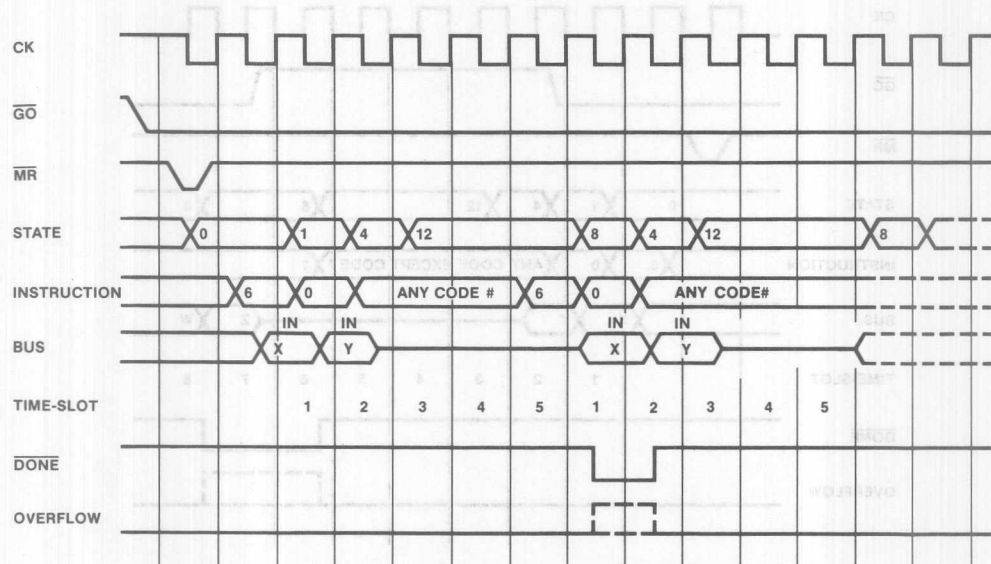 CK
GO
MR
STATE 0 1 4 12 8 4 12 8
INSTRUCTION 6 0 ANY CODE # 6 0 ANY CODE#
IN IN IN IN
BUS X Y X Y
TIME-SLOT 1 2 3 4 5 1 2 3 4 5
DONE
OVERFLOW